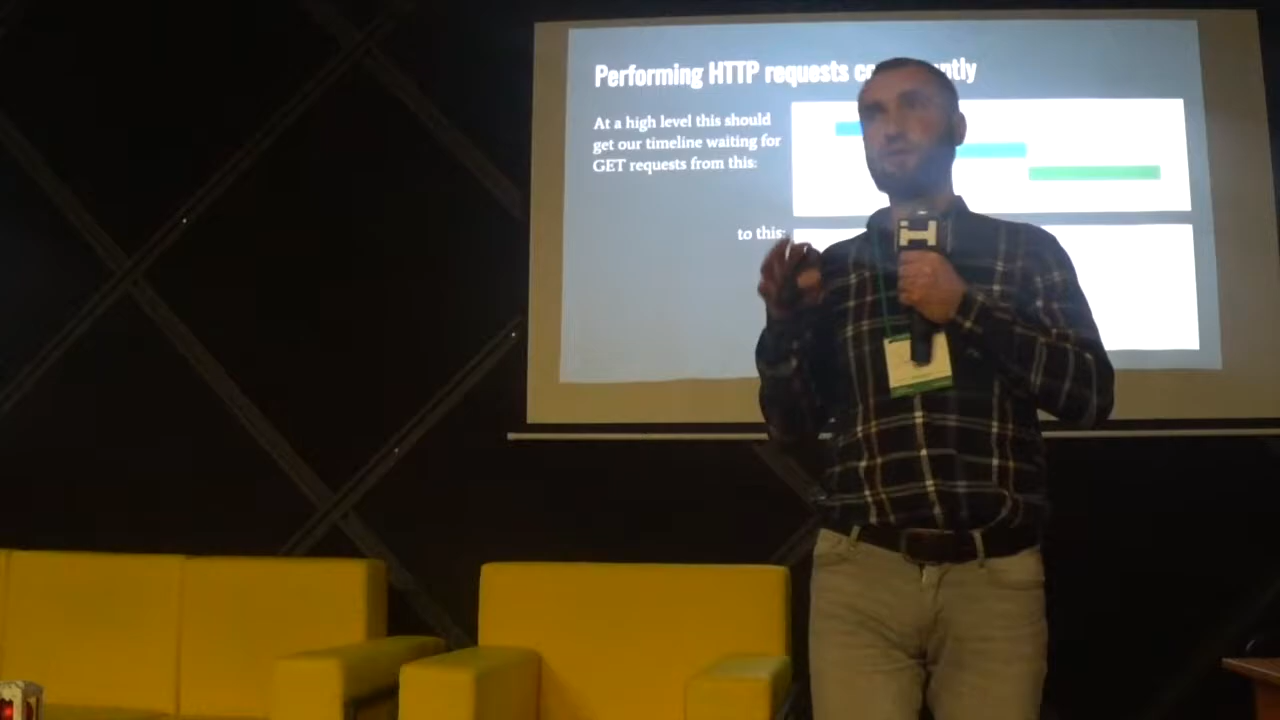 Performing HTTP requests
At a high level this should
get our timeline waiting for
GET requests from this:
to this: